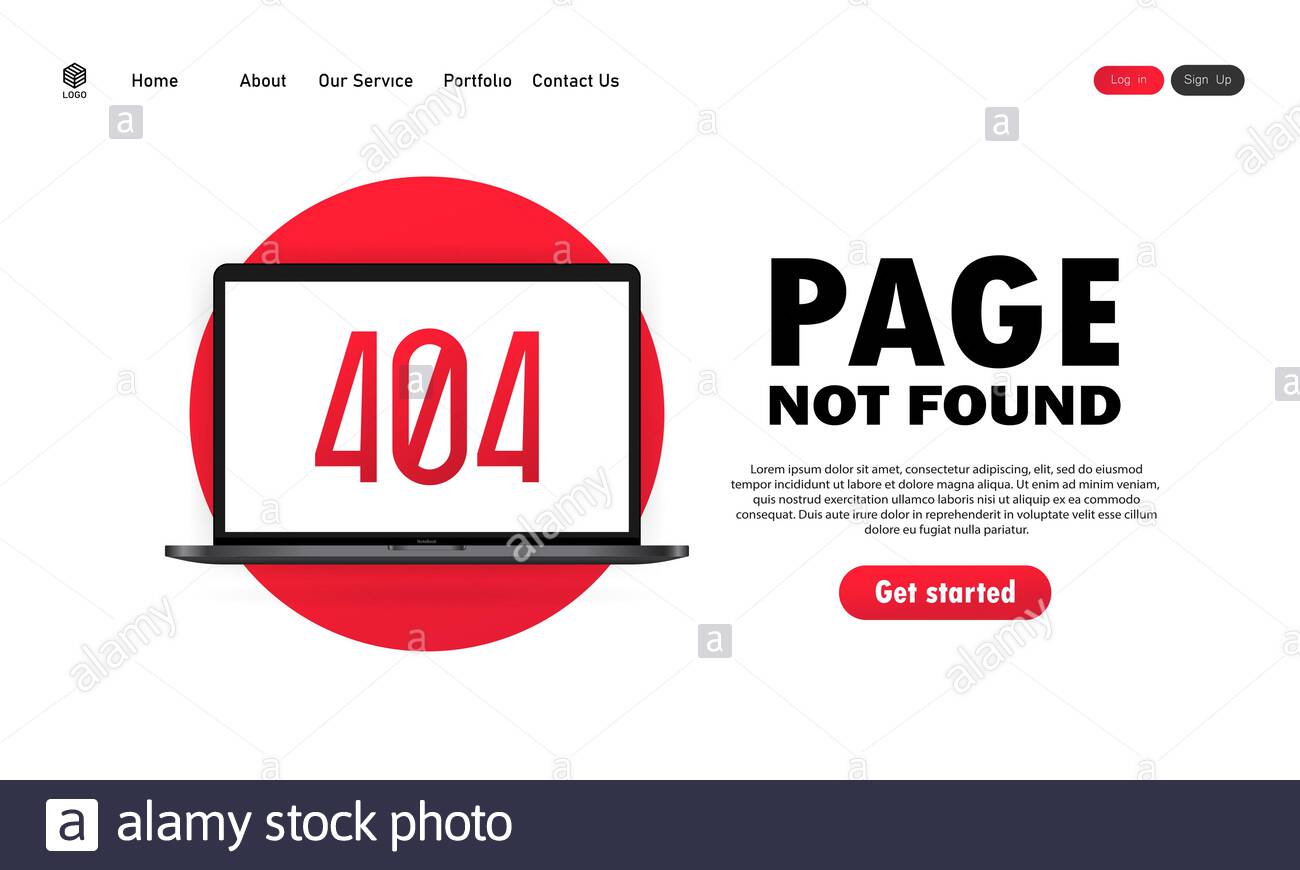 LOGO
Home About Our Service Portfolio Contact Us
Log in Sign Up
404
NoteBook
PAGE
NOT FOUND
Lorem ipsum dolor sit amet, consectetur adipiscing, elit, sed do eiusmod
tempor incididunt ut labore et dolore magna aliqua. Ut enim ad minim veniam,
quis nostrud exercitation ullamco laboris nisi ut aliquip ex ea commodo
consequat. Duis aute irure dolor in reprehenderit in voluptate velit esse cillum
dolore eu fugiat nulla pariatur.
Get started
a alamy stock photo